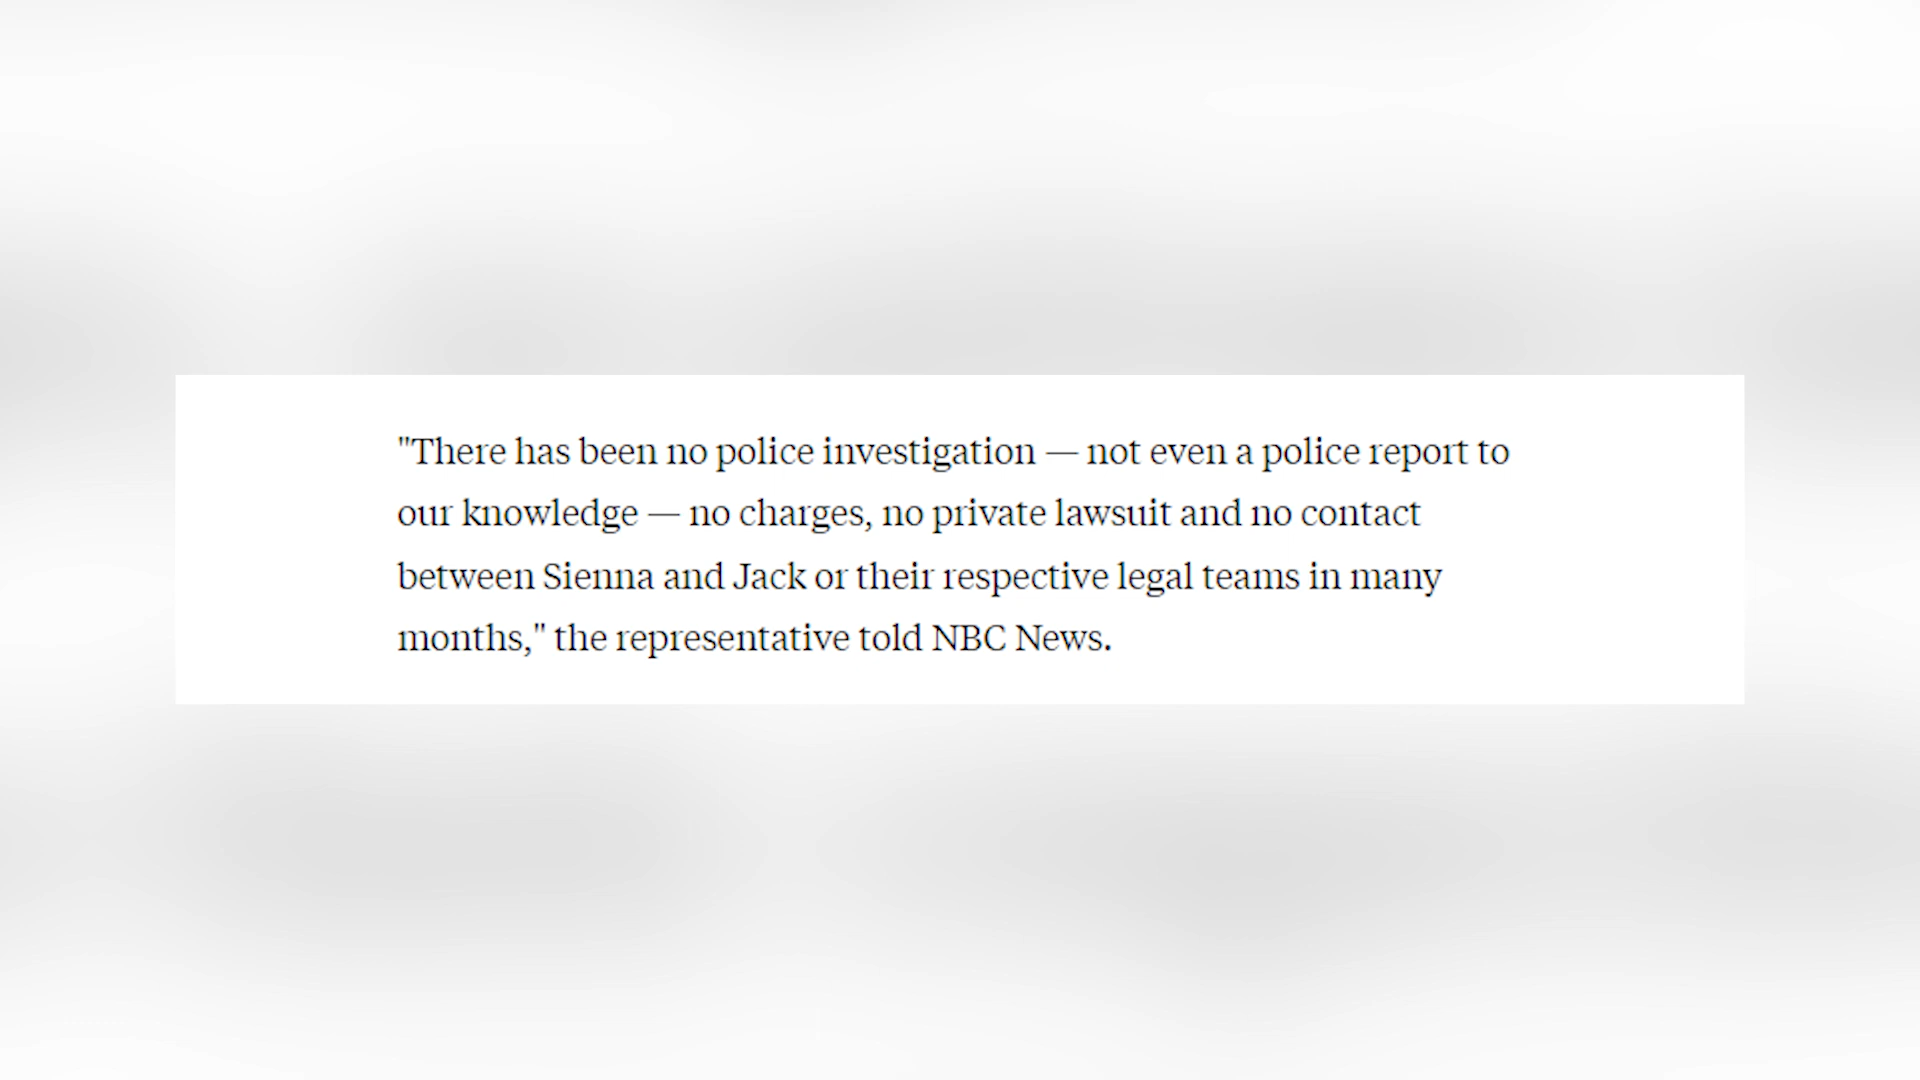 "There has been no police investigation — not even a police report to
our knowledge — no charges, no private lawsuit and no contact
between Sienna and Jack or their respective legal teams in many
months," the representative told NBC News.